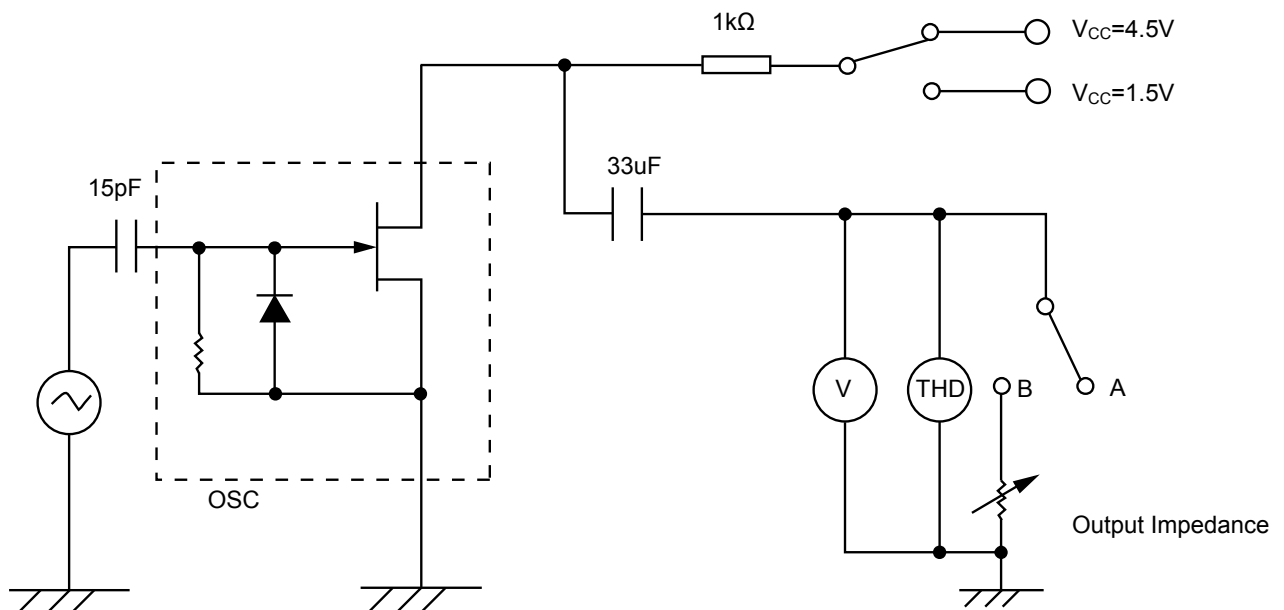 1kΩ
VCC=4.5V
VCC=1.5V
33uF
15pF
V
THD
B
A
OSC
Output Impedance